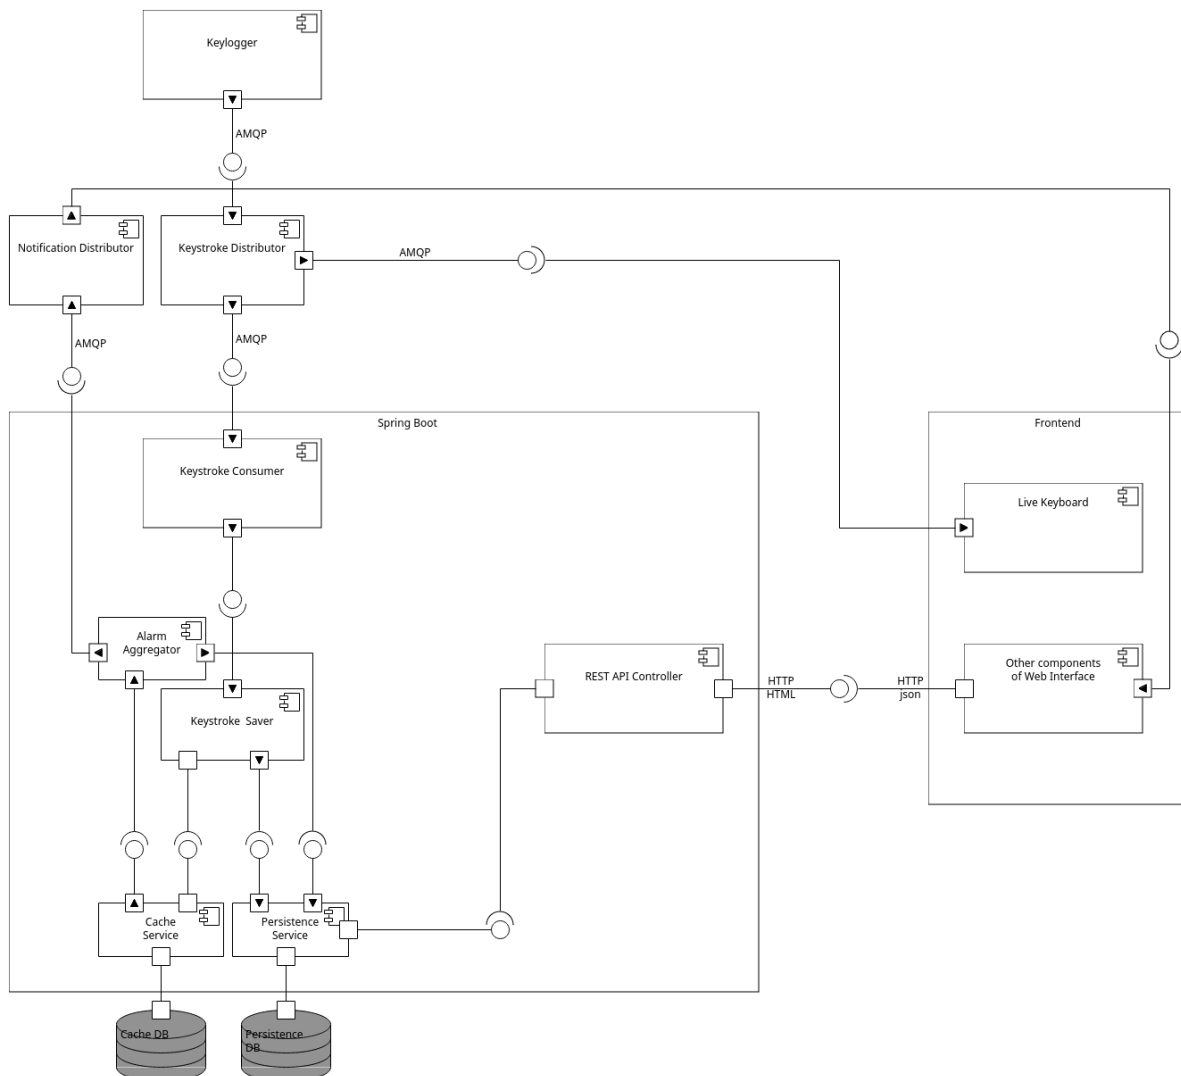 Keylogger
AMQP
Notification Distributor
Keystroke Distributor
AMQP
AMQP
AMQP
Spring Boot
Frontend
Keystroke Consumer
Live Keyboard
Alarm
Aggregator
REST API Controller
Other components
of Web Interface
HTTP
HTML
HTTP
json
Keystroke  Saver
Cache
Service
Persistence
Service
Cache DB
Persistence
DB